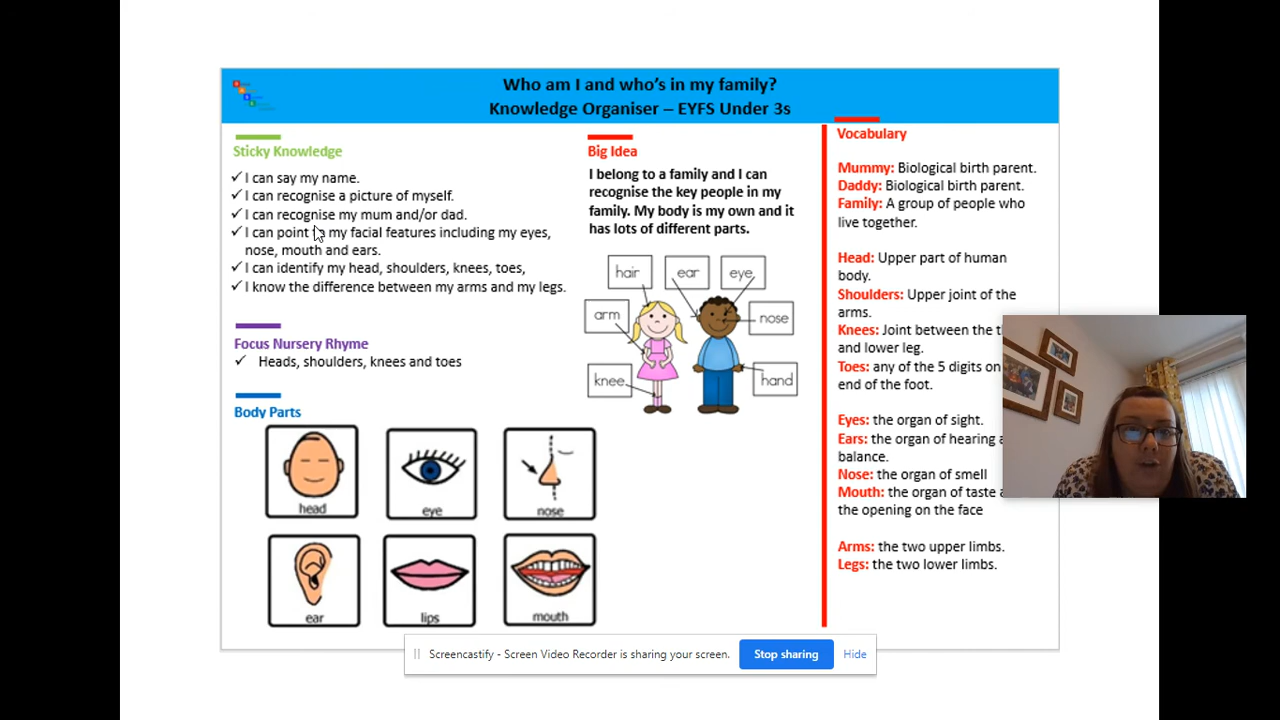 Who am I and who's in my family?
Knowledge Organiser – EYFS Under 3s
Sticky Knowledge
I can say my name.
I can recognise a picture of myself.
I can recognise my mum and/or dad.
I can point my facial features including my eyes,
nose, mouth and ears.
I can identify my head, shoulders, knees, toes,
I know the difference between my arms and my legs.
Focus Nursery Rhyme
Heads, shoulders, knees and toes
Body Parts
head
eye
nose
ear
lips
mouth
Big Idea
I belong to a family and I can
recognise the key people in my
family. My body is my own and it
has lots of different parts.
hair
ear
eye
arm
nose
knee
hand
Vocabulary
Mummy: Biological birth parent.
Daddy: Biological birth parent.
Family: A group of people who
live together.
Head: Upper part of human
body.
Shoulders: Upper joint of the
arms.
Knees: Joint between the
and lower leg.
Toes: any of the 5 digits on
end of the foot.
Eyes: the organ of sight.
Ears: the organ of hearing
balance.
Nose: the organ of smell
Mouth: the organ of taste
the opening on the face
Arms: the two upper limbs.
Legs: the two lower limbs.
Screencastify - Screen Video Recorder is sharing your screen.
Stop sharing
Hide